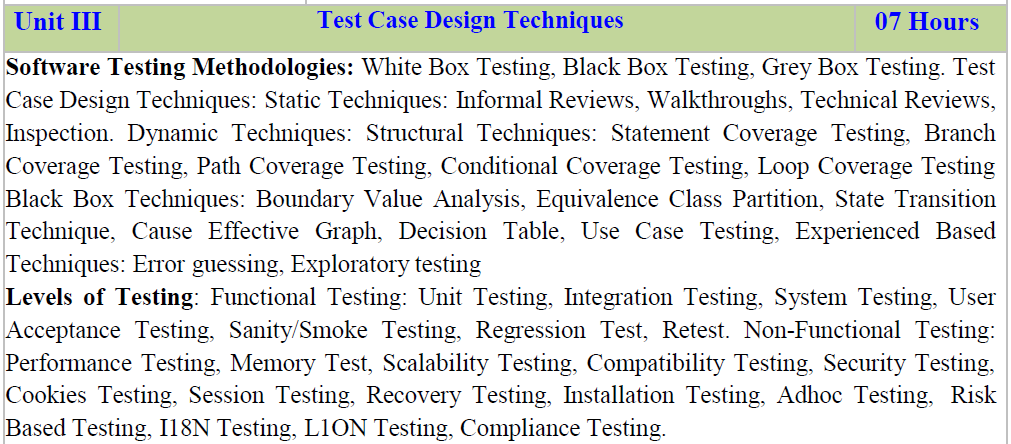 Unit III Test Case Design Techniques 07 Hours
Software Testing Methodologies: White Box Testing, Black Box Testing, Grey Box Testing. Test
Case Design Techniques: Static Techniques: Informal Reviews, Walkthroughs, Technical Reviews,
Inspection. Dynamic Techniques: Structural Techniques: Statement Coverage Testing, Branch
Coverage Testing, Path Coverage Testing, Conditional Coverage Testing, Loop Coverage Testing
Black Box Techniques: Boundary Value Analysis, Equivalence Class Partition, State Transition
Technique, Cause Effective Graph, Decision Table, Use Case Testing, Experienced Based
Techniques: Error guessing, Exploratory testing
Levels of Testing: Functional Testing: Unit Testing, Integration Testing, System Testing, User
Acceptance Testing, Sanity/Smoke Testing, Regression Test, Retest. Non-Functional Testing:
Performance Testing, Memory Test, Scalability Testing, Compatibility Testing, Security Testing,
Cookies Testing, Session Testing, Recovery Testing, Installation Testing, Adhoc Testing, Risk
Based Testing, I18N Testing, L1ON Testing, Compliance Testing.